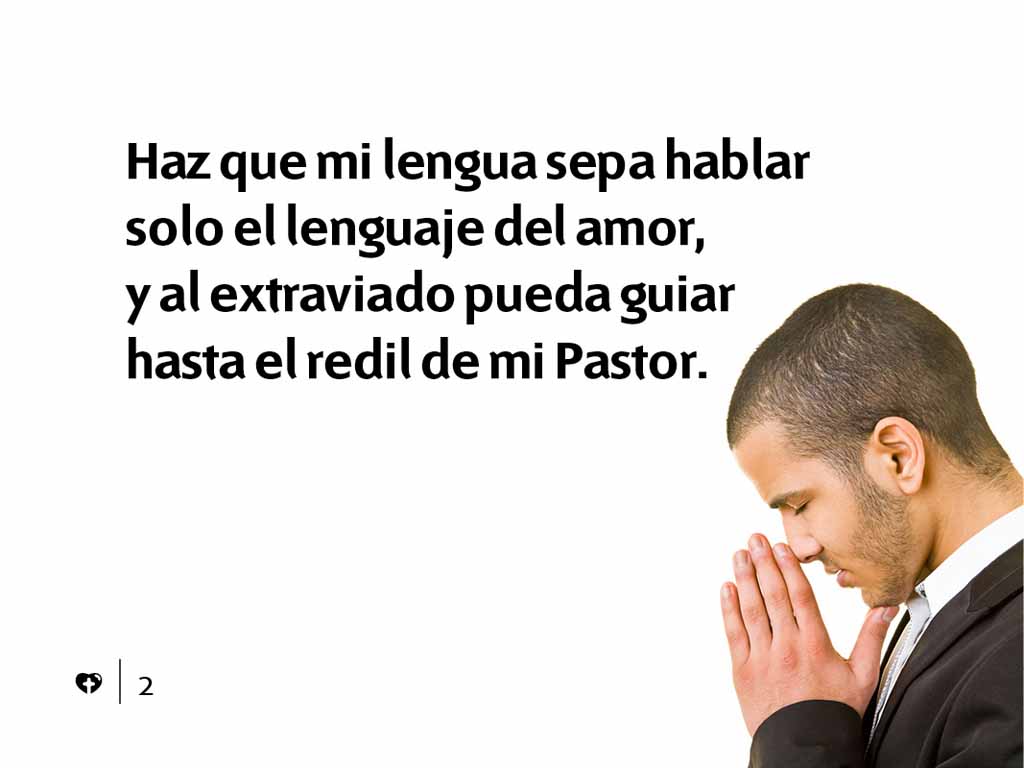 Haz que mi lengua sepa hablar
solo el lenguaje del amor,
y al extraviado pueda guiar
hasta el redil de mi Pastor.
2